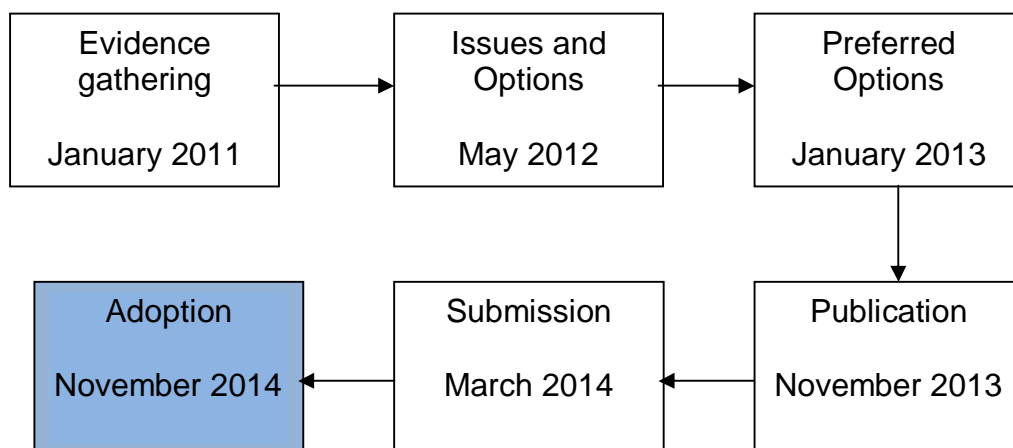 Evidence
gathering
January 2011
Issues and
Options
May 2012
Preferred
Options
January 2013
Publication
November 2013
Submission
March 2014
Adoption
November 2014